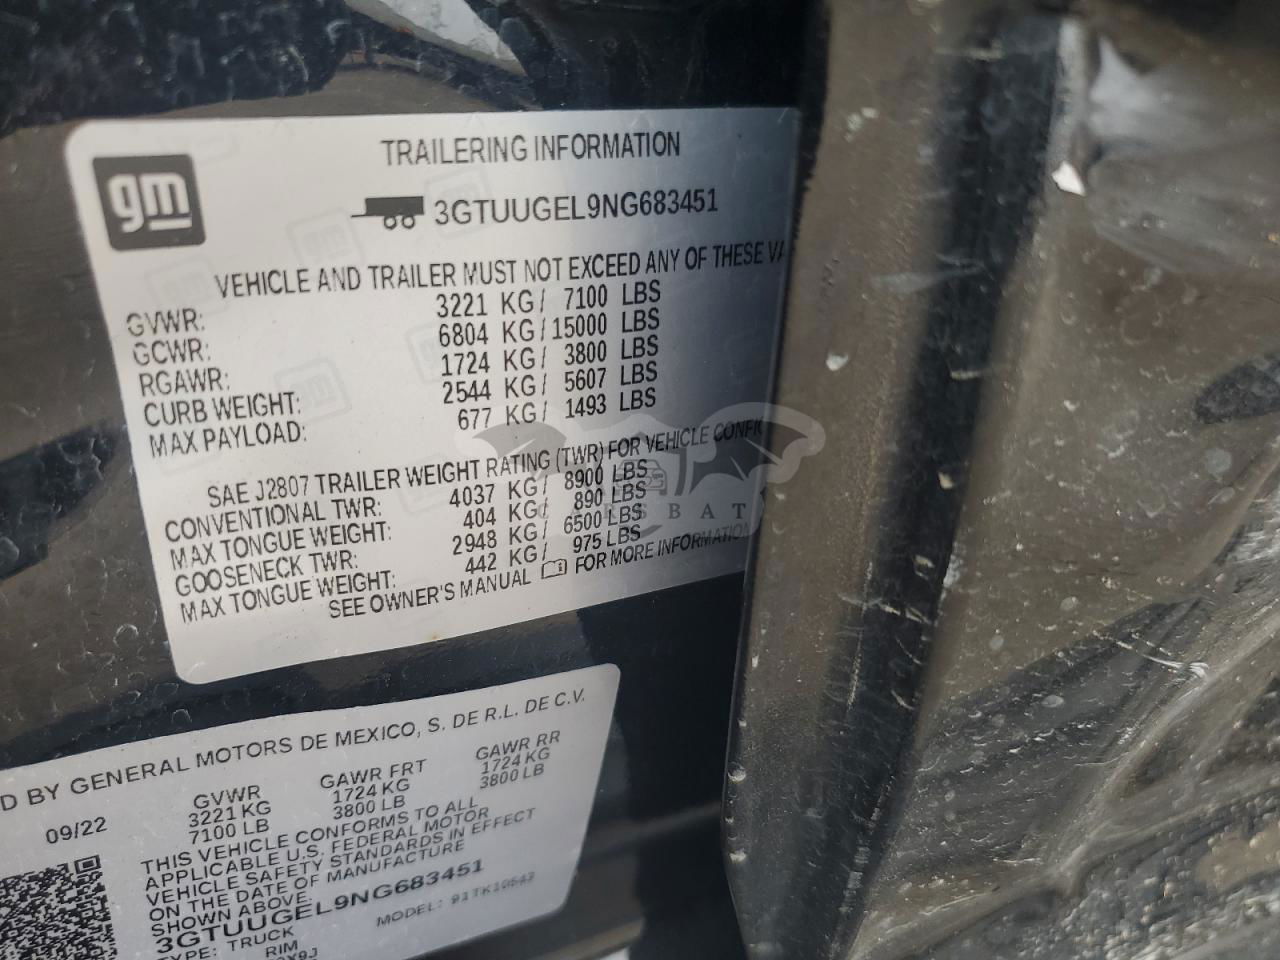 gm
TRAILERING INFORMATION
3GTUUGEL9NG683451
VEHICLE AND TRAILER MUST NOT EXCEED ANY OF THESE VA
GVWR: 3221 KG/ 7100 LBS
GCWR: 6804 KG/15000 LBS
RGAWR: 1724 KG/ 3800 LBS
CURB WEIGHT: 2544 KG/ 5607 LBS
MAX PAYLOAD: 677 KG/ 1493 LBS
SAE J2807 TRAILER WEIGHT RATING (TWR) FOR VEHICLE CONFIG
CONVENTIONAL TWR: 4037 KG/ 8900 LBS
MAX TONGUE WEIGHT: 404 KG/ 890 LBS
GOOSENECK TWR: 2948 KG/ 6500 LBS
MAX TONGUE WEIGHT: 442 KG/ 975 LBS
SEE OWNER'S MANUAL FOR MORE INFORMATION
CARSBAT
D BY GENERAL MOTORS DE MEXICO, S. DE R.L. DE C.V.
09/22 GVWR GAWR FRT GAWR RR
3221 KG 1724 KG 1724 KG
7100 LB 3800 LB 3800 LB
THIS VEHICLE CONFORMS TO ALL
APPLICABLE U.S. FEDERAL MOTOR
VEHICLE SAFETY STANDARDS IN EFFECT
ON THE DATE OF MANUFACTURE
SHOWN ABOVE.
3GTUUGEL9NG683451
TYPE: TRUCK MODEL: 91TK10543
RIM